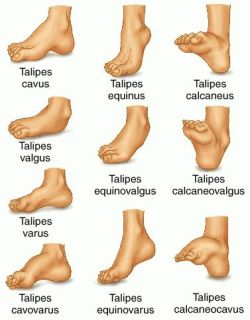 Talipes
cavus
Talipes
equinus
Talipes
calcaneus
Talipes
valgus
Talipes
equinovalgus
Talipes
calcaneovalgus
Talipes
varus
Talipes
cavovarus
Talipes
equinovarus
Talipes
calcaneocavus